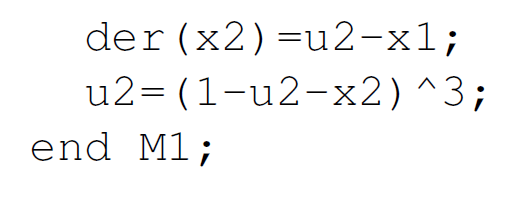 der(x2)=u2-x1;
u2=(1-u2-x2)^3;
end M1;